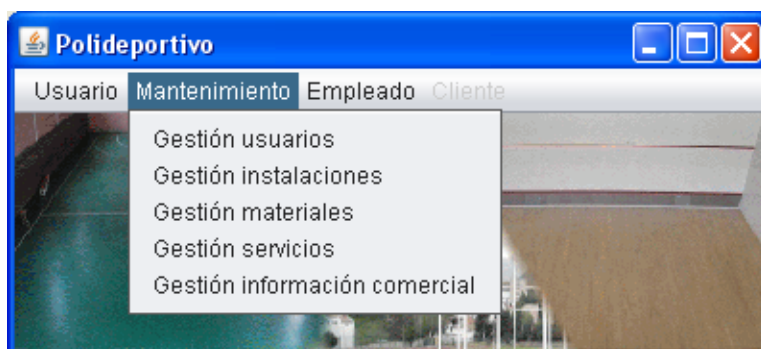 Polideportivo
Usuario Mantenimiento Empleado Cliente
Gestión usuarios
Gestión instalaciones
Gestión materiales
Gestión servicios
Gestión información comercial